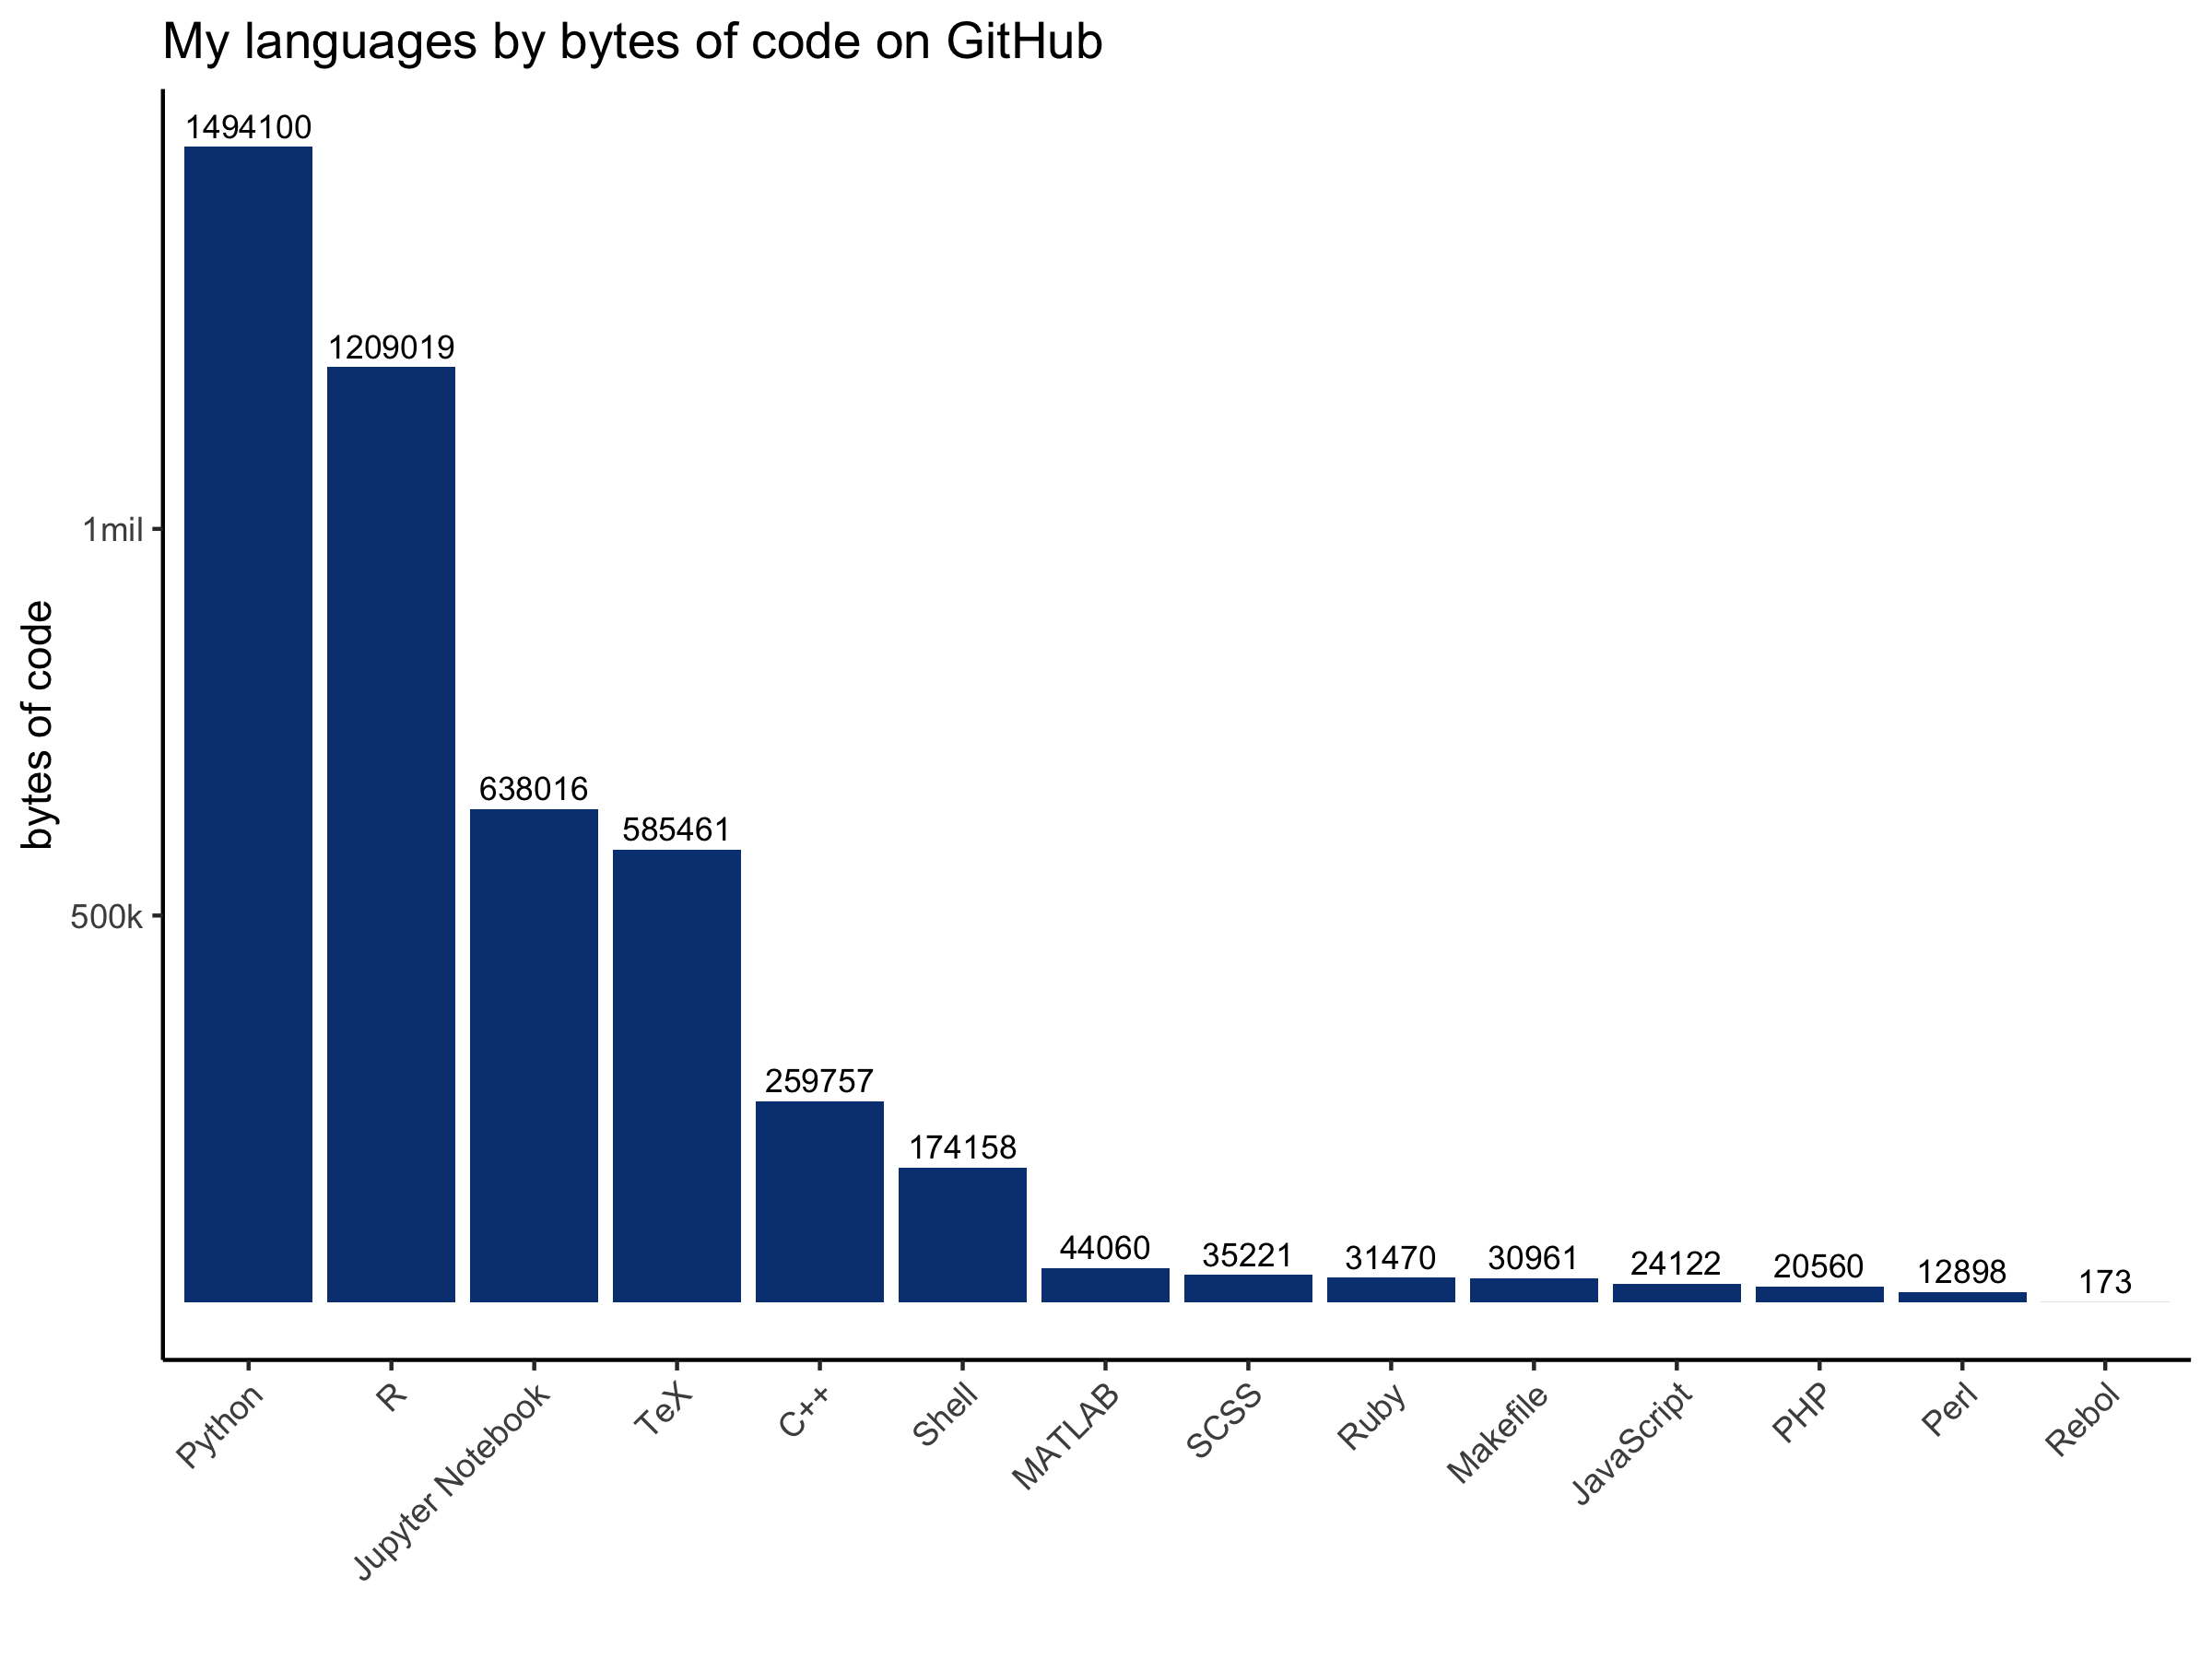 My languages by bytes of code on GitHub
bytes of code
1mil
500k
1494100
1209019
638016
585461
259757
174158
44060
35221
31470
30961
24122
20560
12898
173
Python
R
Jupyter Notebook
TeX
C++
Shell
MATLAB
SCSS
Ruby
Makefile
JavaScript
PHP
Perl
Rebol